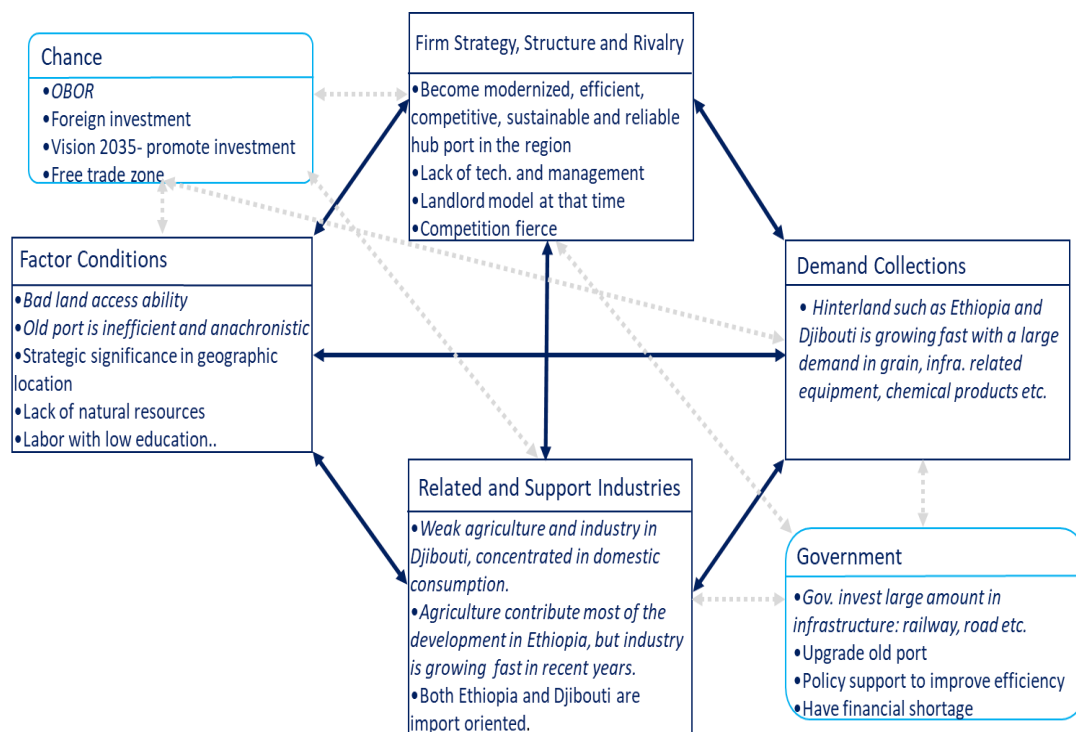 Chance
•OBOR
•Foreign investment
•Vision 2035- promote investment
•Free trade zone
Firm Strategy, Structure and Rivalry
•Become modernized, efficient,
competitive, sustainable and reliable
hub port in the region
•Lack of tech. and management
•Landlord model at that time
•Competition fierce
Factor Conditions
•Bad land access ability
•Old port is inefficient and anachronistic
•Strategic significance in geographic
location
•Lack of natural resources
•Labor with low education..
Demand Collections
• Hinterland such as Ethiopia and
Djibouti is growing fast with a large
demand in grain, infra. related
equipment, chemical products etc.
Related and Support Industries
•Weak agriculture and industry in
Djibouti, concentrated in domestic
consumption.
•Agriculture contribute most of the
development in Ethiopia, but industry
is growing fast in recent years.
•Both Ethiopia and Djibouti are
import oriented.
Government
•Gov. invest large amount in
infrastructure: railway, road etc.
•Upgrade old port
•Policy support to improve efficiency
•Have financial shortage